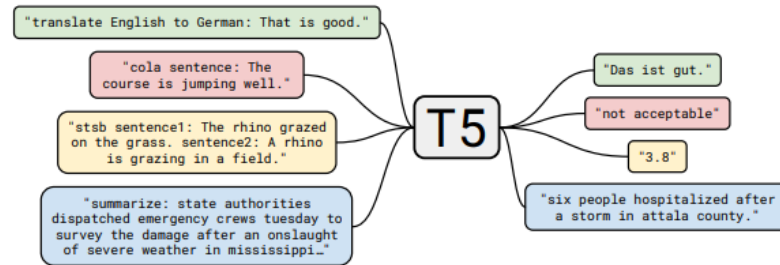 "translate English to German: That is good."
"cola sentence: The
course is jumping well."
"stsb sentence1: The rhino grazed
on the grass. sentence2: A rhino
is grazing in a field."
"summarize: state authorities
dispatched emergency crews tuesday to
survey the damage after an onslaught
of severe weather in mississippi…"
T5
"Das ist gut."
"not acceptable"
"3.8"
"six people hospitalized after
a storm in attala county."